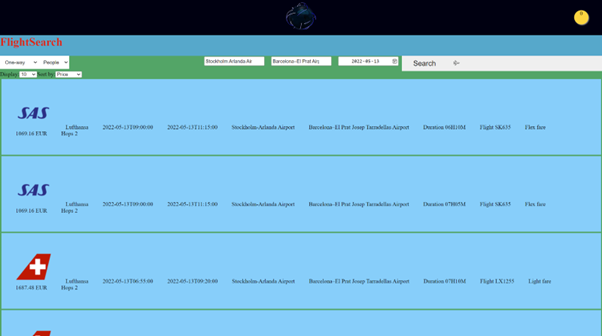 0
FlightSearch
One-way People Stockholm Arlanda Air Barcelona-El Prat Airp 2022-05-13 Search
Display: 10 Sort by: Price
SAS
Lufthansa 2022-05-13T09:00:00 2022-05-13T11:15:00 Stockholm-Arlanda Airport Barcelona-El Prat Josep Tarradellas Airport Duration 06H10M Flight SK635 Flex fare
1069.16 EUR Hops 2
SAS
Lufthansa 2022-05-13T09:00:00 2022-05-13T11:15:00 Stockholm-Arlanda Airport Barcelona-El Prat Josep Tarradellas Airport Duration 07H05M Flight SK635 Flex fare
1069.16 EUR Hops 2
Lufthansa 2022-05-13T06:55:00 2022-05-13T09:20:00 Stockholm-Arlanda Airport Barcelona-El Prat Josep Tarradellas Airport Duration 07H10M Flight LX1255 Light fare
1687.48 EUR Hops 2